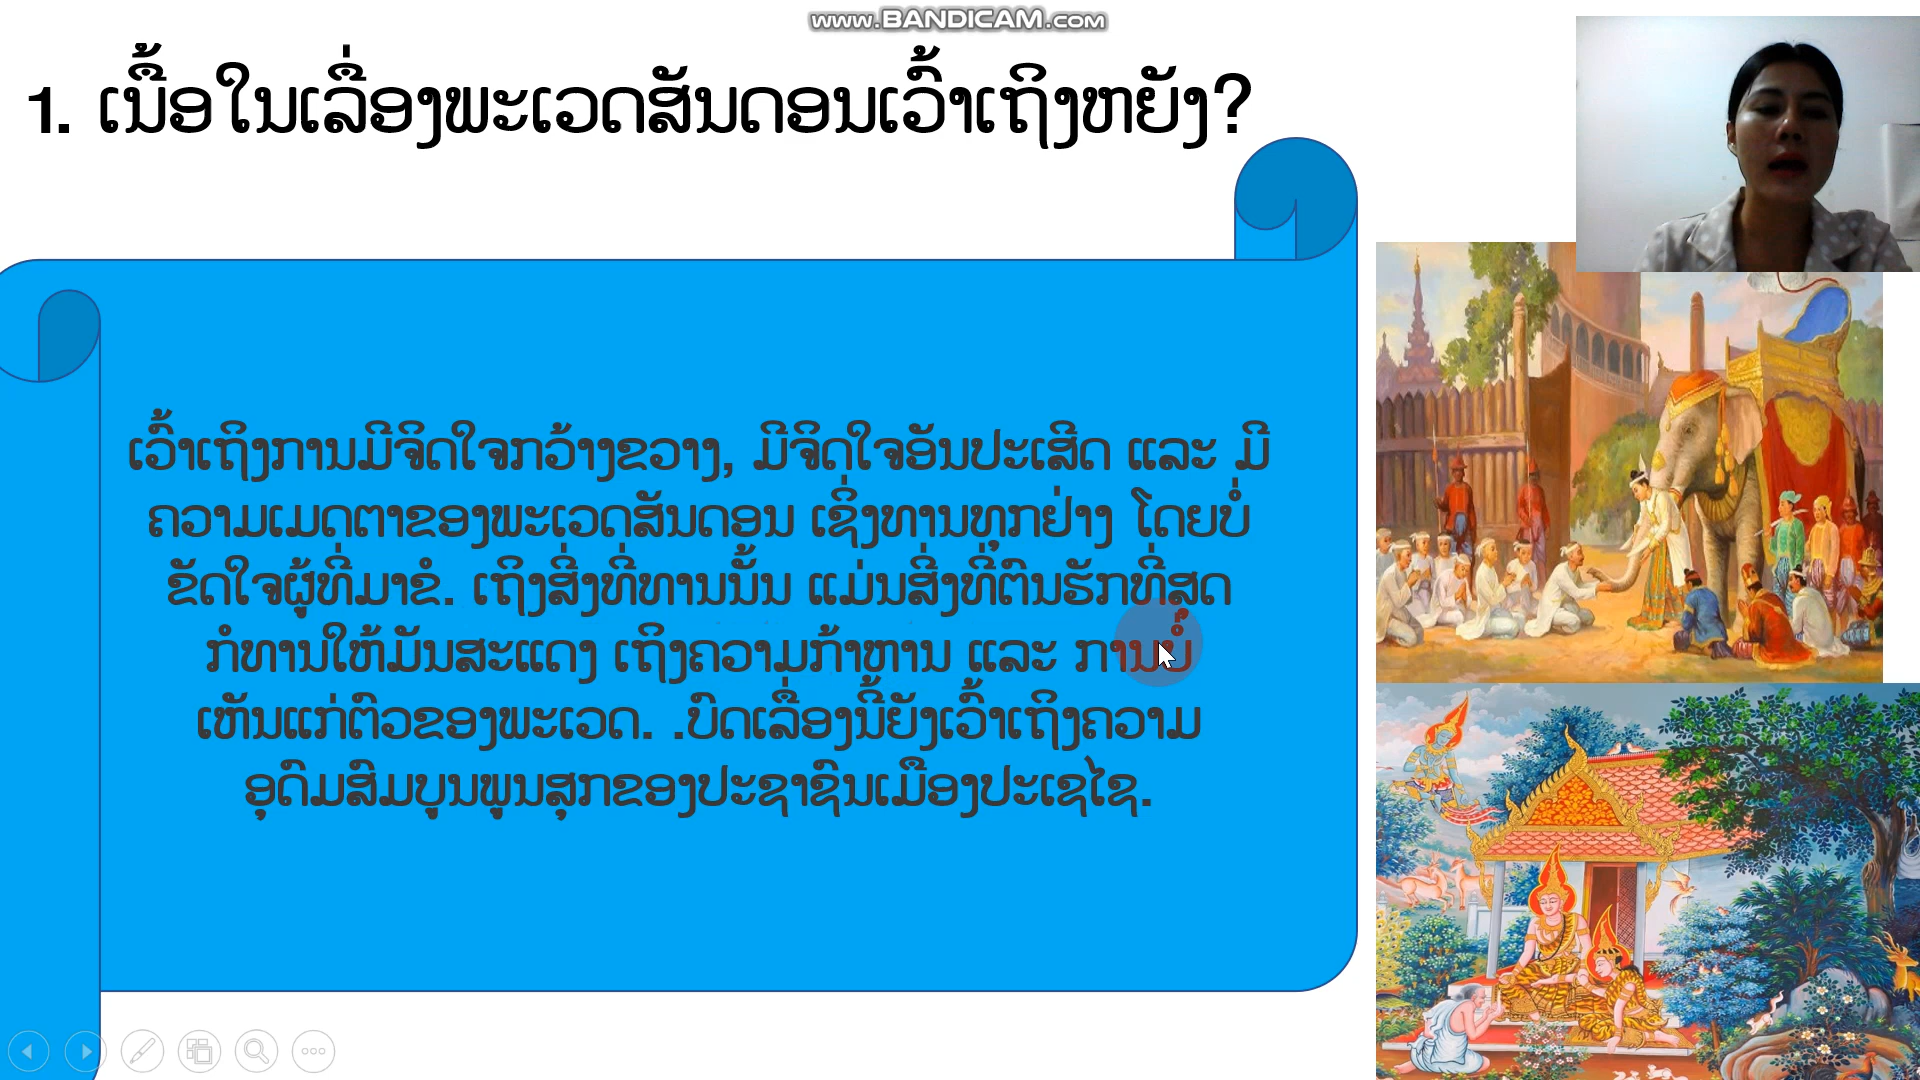 www.BANDICAM.com
1. ເນື້ອໃນເລື່ອງພະເວດສັນດອນເວົ້າເຖິງຫຍັງ?
ເວົ້າເຖິງການມີຈິດໃຈກວ້າງຂວາງ, ມີຈິດໃຈອັນປະເສີດ ແລະ ມີ
ຄວາມເມດຕາຂອງພະເວດສັນດອນ ເຊິ່ງທານທຸກຢ່າງ ໂດຍບໍ່
ຂັດໃຈຜູ້ທີ່ມາຂໍ. ເຖິງສິ່ງທີ່ທານນັ້ນ ແມ່ນສິ່ງທີ່ຕົນຮັກທີ່ສຸດ
ກໍທານໃຫ້ມັນສະແດງ ເຖິງຄວາມກ້າຫານ ແລະ ການບໍ່
ເຫັນແກ່ຕົວຂອງພະເວດ. .ບົດເລື່ອງນີ້ຍັງເວົ້າເຖິງຄວາມ
ອຸດົມສົມບູນພູນສຸກຂອງປະຊາຊົນເມືອງປະເຊໄຊ.